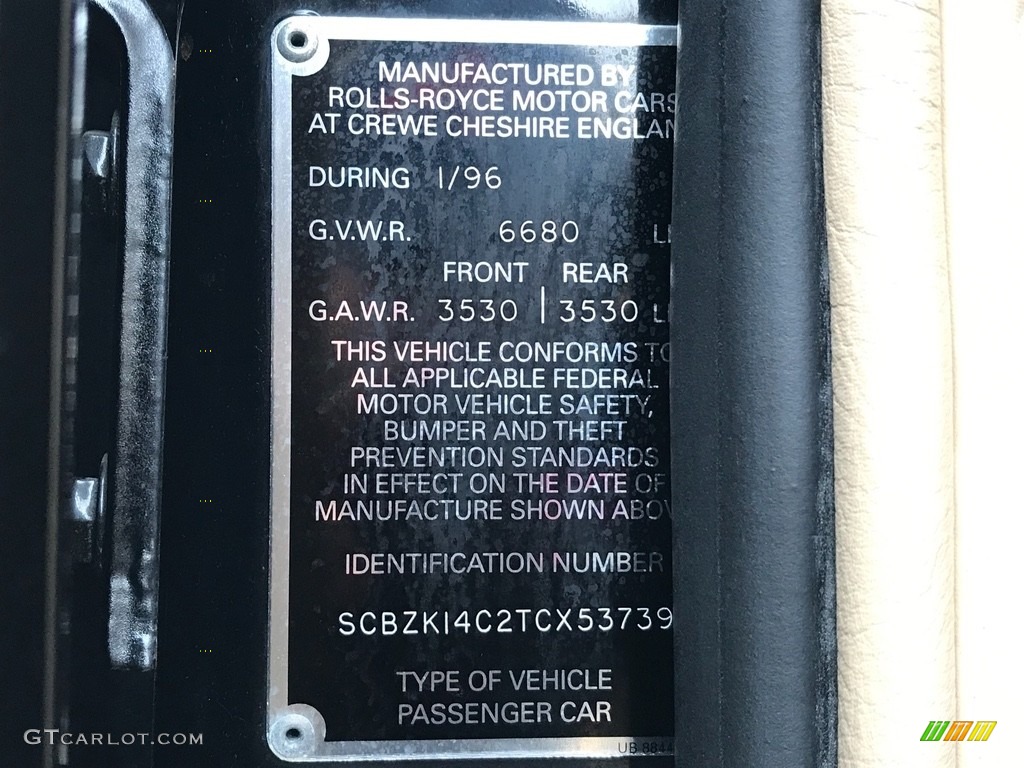 MANUFACTURED BY
ROLLS-ROYCE MOTOR CARS
AT CREWE CHESHIRE ENGLAN
DURING 1/96
G.V.W.R. 6680 L
FRONT REAR
G.A.W.R. 3530 | 3530 L
THIS VEHICLE CONFORMS TO
ALL APPLICABLE FEDERAL
MOTOR VEHICLE SAFETY,
BUMPER AND THEFT
PREVENTION STANDARDS
IN EFFECT ON THE DATE OF
MANUFACTURE SHOWN ABOV
IDENTIFICATION NUMBER
SCBZK14C2TCX53739
TYPE OF VEHICLE
PASSENGER CAR
UB 8844
GTCARLOT.COM